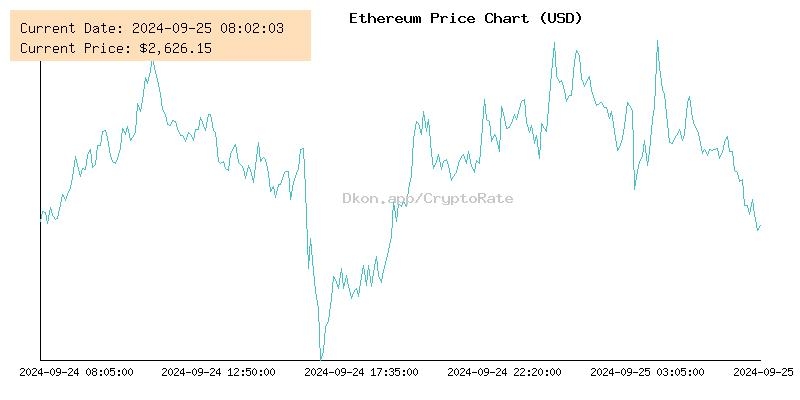 Ethereum Price Chart (USD)
Current Date: 2024-09-25 08:02:03
Current Price: $2,626.15
Dkon.app/CryptoRate
2024-09-24 08:05:00 2024-09-24 12:50:00 2024-09-24 17:35:00 2024-09-24 22:20:00 2024-09-25 03:05:00 2024-09-25